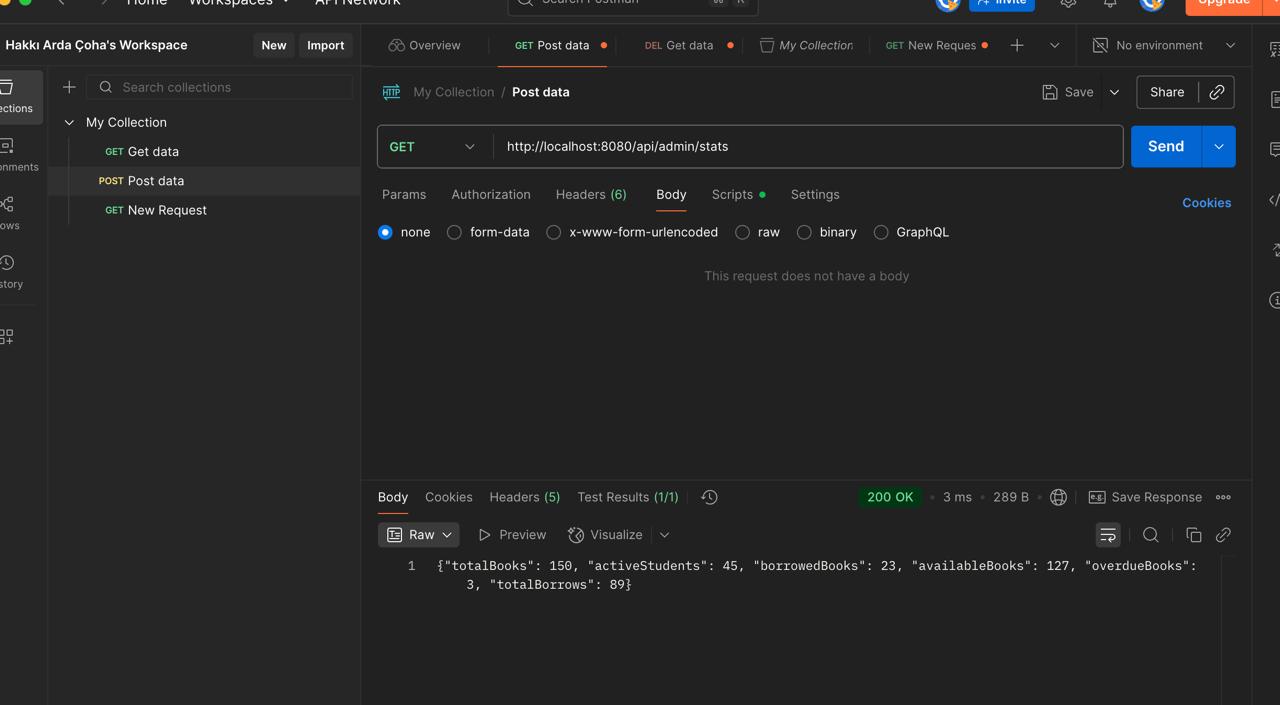 Home Workspaces API Network Search Postman ⌘ K Invite Upgrade
Hakkı Arda Çoha's Workspace New Import
Overview GET Post data DEL Get data My Collection GET New Reques No environment
Search collections
My Collection
GET Get data
POST Post data
GET New Request
HTTP My Collection / Post data Save Share
GET http://localhost:8080/api/admin/stats Send
Params Authorization Headers (6) Body Scripts Settings Cookies
none form-data x-www-form-urlencoded raw binary GraphQL
This request does not have a body
Body Cookies Headers (5) Test Results (1/1) 200 OK • 3 ms • 289 B • e.g. Save Response
Raw Preview Visualize
1 {"totalBooks": 150, "activeStudents": 45, "borrowedBooks": 23, "availableBooks": 127, "overdueBooks":
3, "totalBorrows": 89}
ections
onments
ows
story